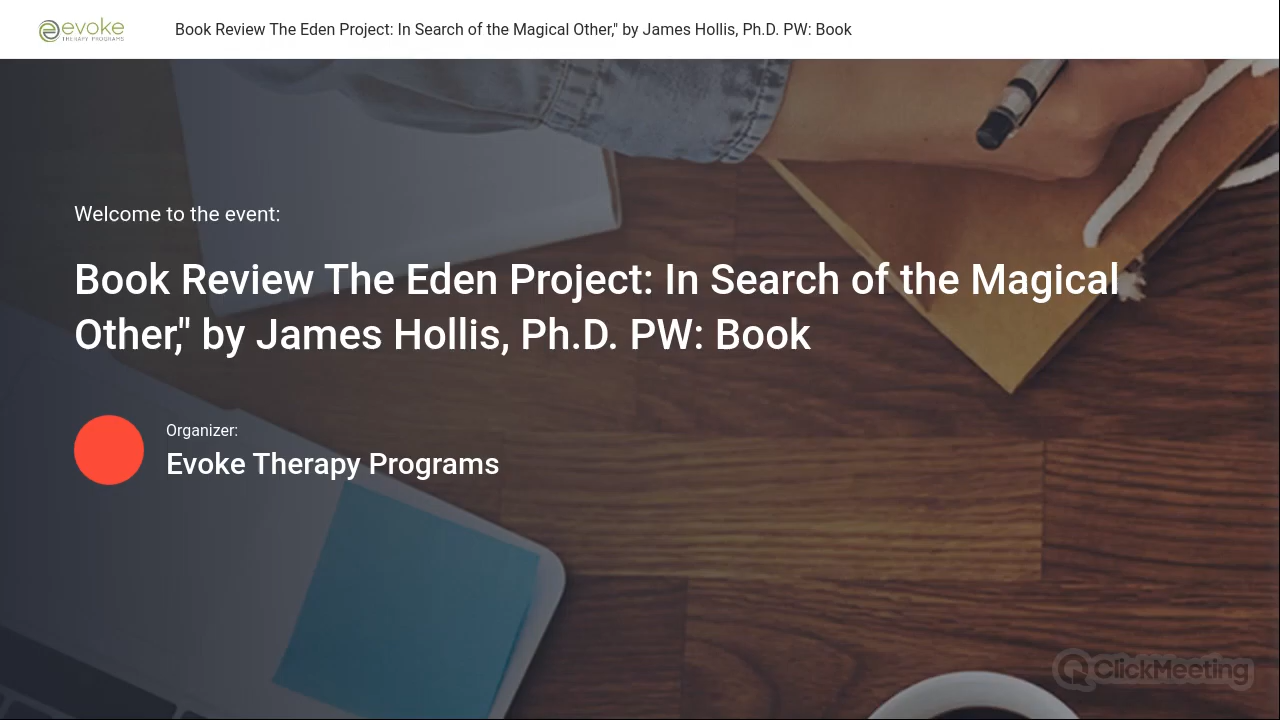 evoke
THERAPY PROGRAMS
Book Review The Eden Project: In Search of the Magical Other," by James Hollis, Ph.D. PW: Book
Welcome to the event:
Book Review The Eden Project: In Search of the Magical
Other," by James Hollis, Ph.D. PW: Book
Organizer:
Evoke Therapy Programs
ClickMeeting